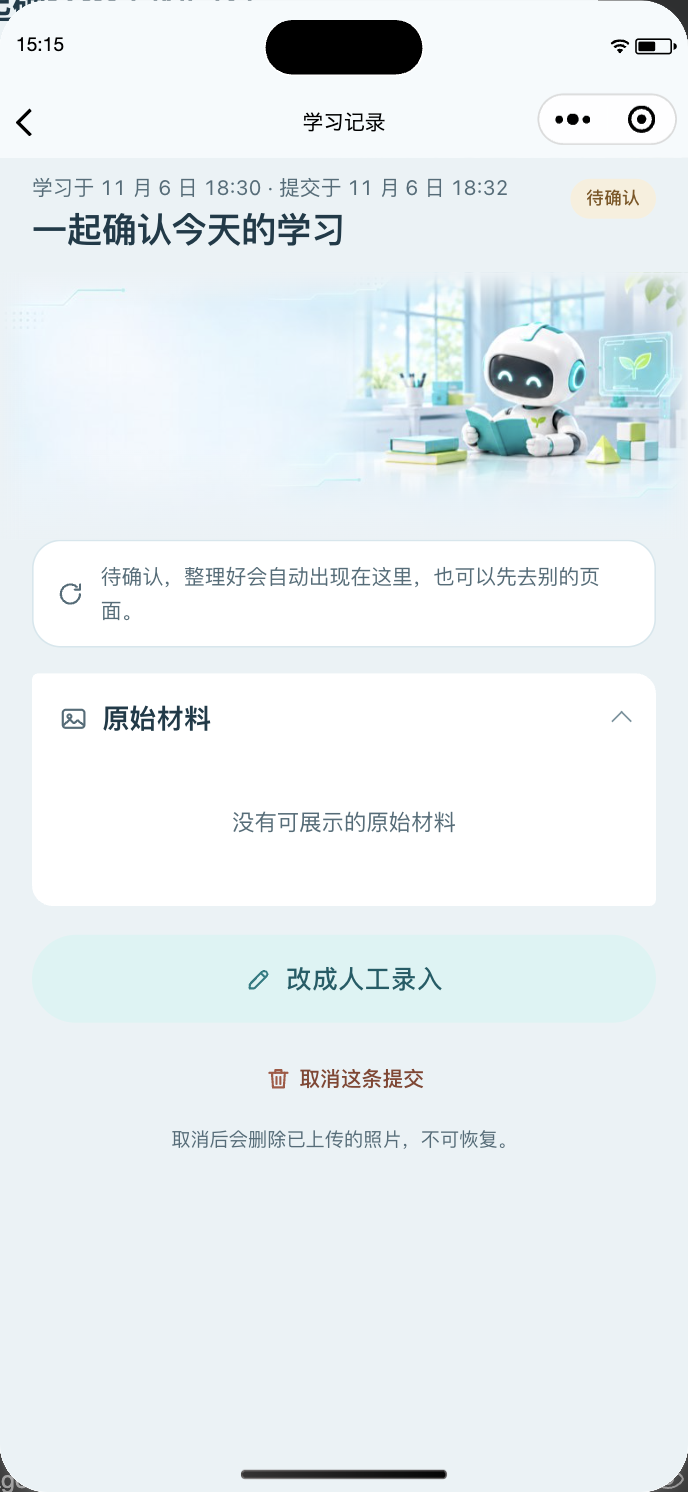 15:15
学习记录
学习于 11 月 6 日 18:30 · 提交于 11 月 6 日 18:32
待确认
一起确认今天的学习
待确认，整理好会自动出现在这里，也可以先去别的页
面。
原始材料
没有可展示的原始材料
改成人工录入
取消这条提交
取消后会删除已上传的照片，不可恢复。